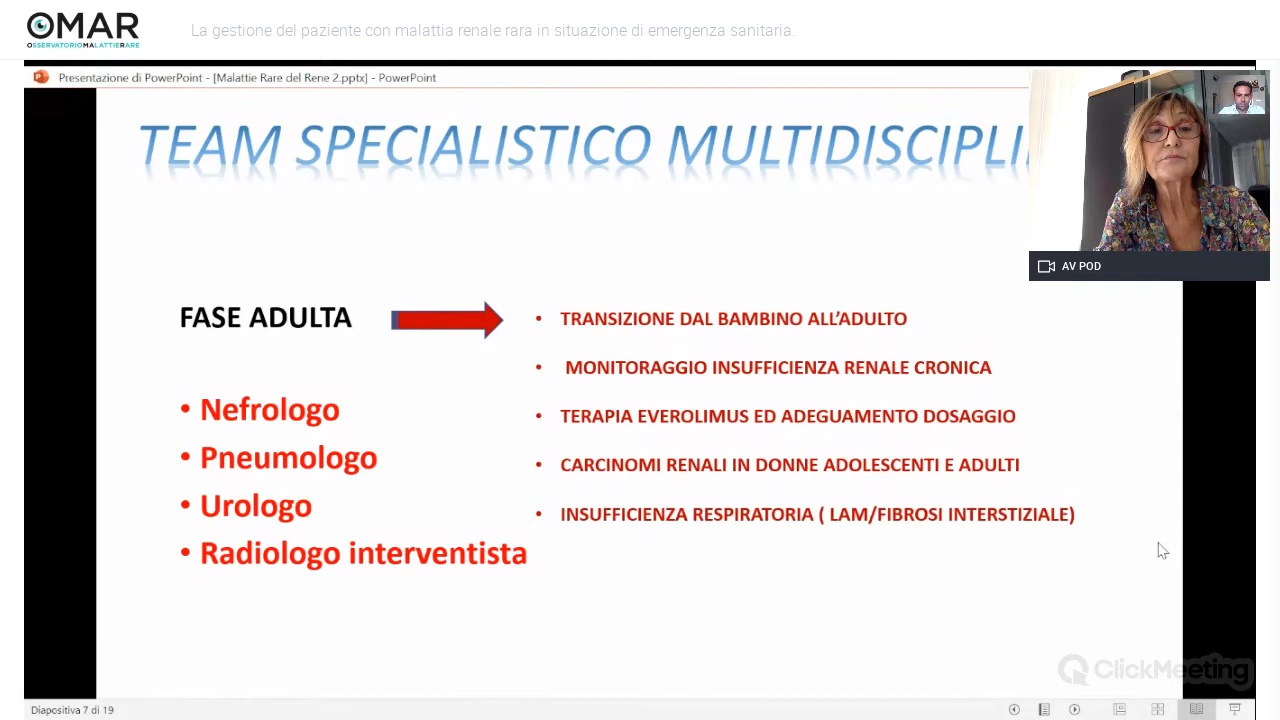 OMAR
OSSERVATORIOMALATTIERARE
La gestione del paziente con malattia renale rara in situazione di emergenza sanitaria.
Presentazione di PowerPoint - [Malattie Rare del Rene 2.pptx] - PowerPoint
TEAM SPECIALISTICO MULTIDISCIPLI
AV POD
FASE ADULTA
• Nefrologo
• Pneumologo
• Urologo
• Radiologo interventista
• TRANSIZIONE DAL BAMBINO ALL’ADULTO
• MONITORAGGIO INSUFFICIENZA RENALE CRONICA
• TERAPIA EVEROLIMUS ED ADEGUAMENTO DOSAGGIO
• CARCINOMI RENALI IN DONNE ADOLESCENTI E ADULTI
• INSUFFICIENZA RESPIRATORIA ( LAM/FIBROSI INTERSTIZIALE)
ClickMeeting
Diapositiva 7 di 19